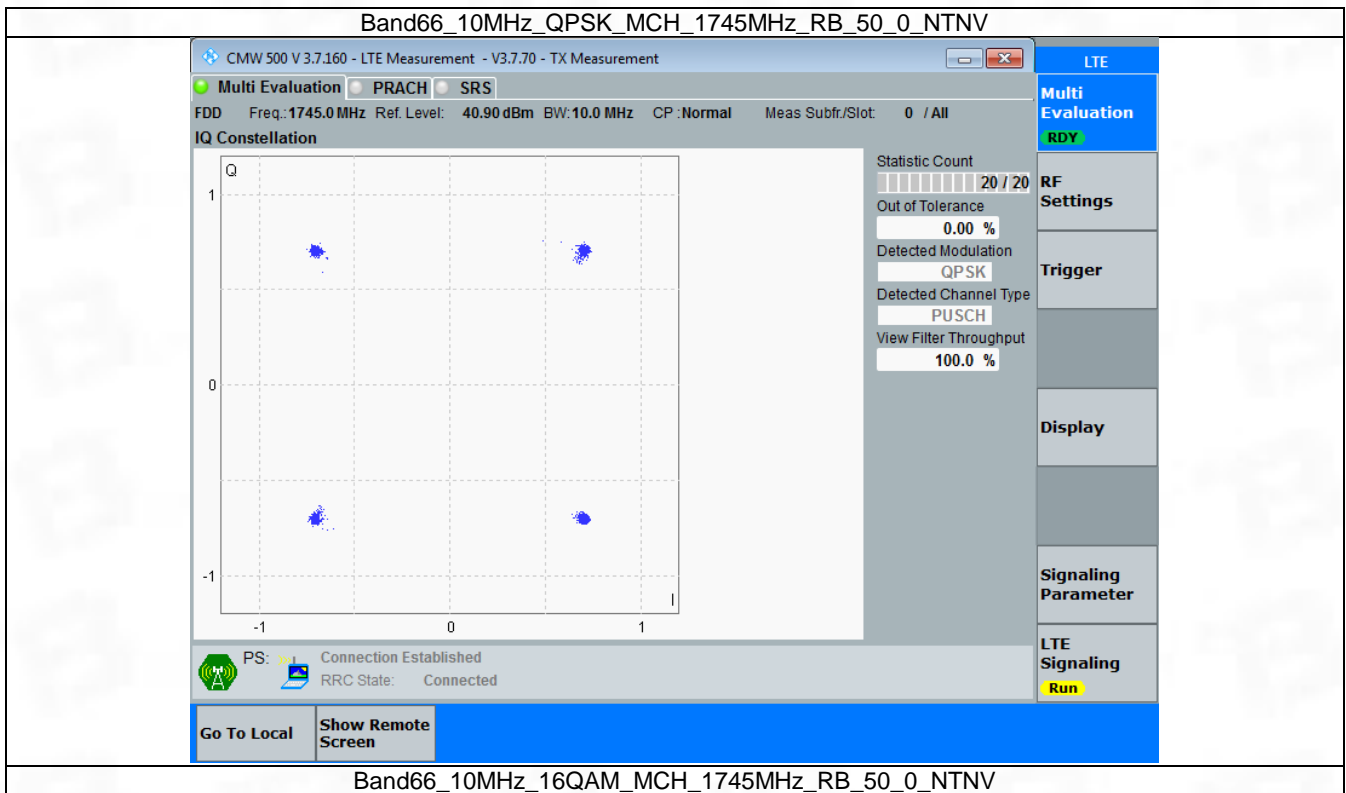 Band66_10MHz_QPSK_MCH_1745MHz_RB_50_0_NTNV
CMW 500 V 3.7.160 - LTE Measurement - V3.7.70 - TX Measurement
LTE
Multi Evaluation PRACH SRS
FDD Freq.: 1745.0 MHz Ref. Level: 40.90 dBm BW: 10.0 MHz CP : Normal Meas Subfr./Slot: 0 / All
IQ Constellation
Q
1
0
-1
I
-1 0 1
Statistic Count
20 / 20
Out of Tolerance
0.00 %
Detected Modulation
QPSK
Detected Channel Type
PUSCH
View Filter Throughput
100.0 %
Multi
Evaluation
RDY
RF
Settings
Trigger
Display
Signaling
Parameter
LTE
Signaling
Run
PS: Connection Established
RRC State: Connected
Go To Local
Show Remote
Screen
Band66_10MHz_16QAM_MCH_1745MHz_RB_50_0_NTNV